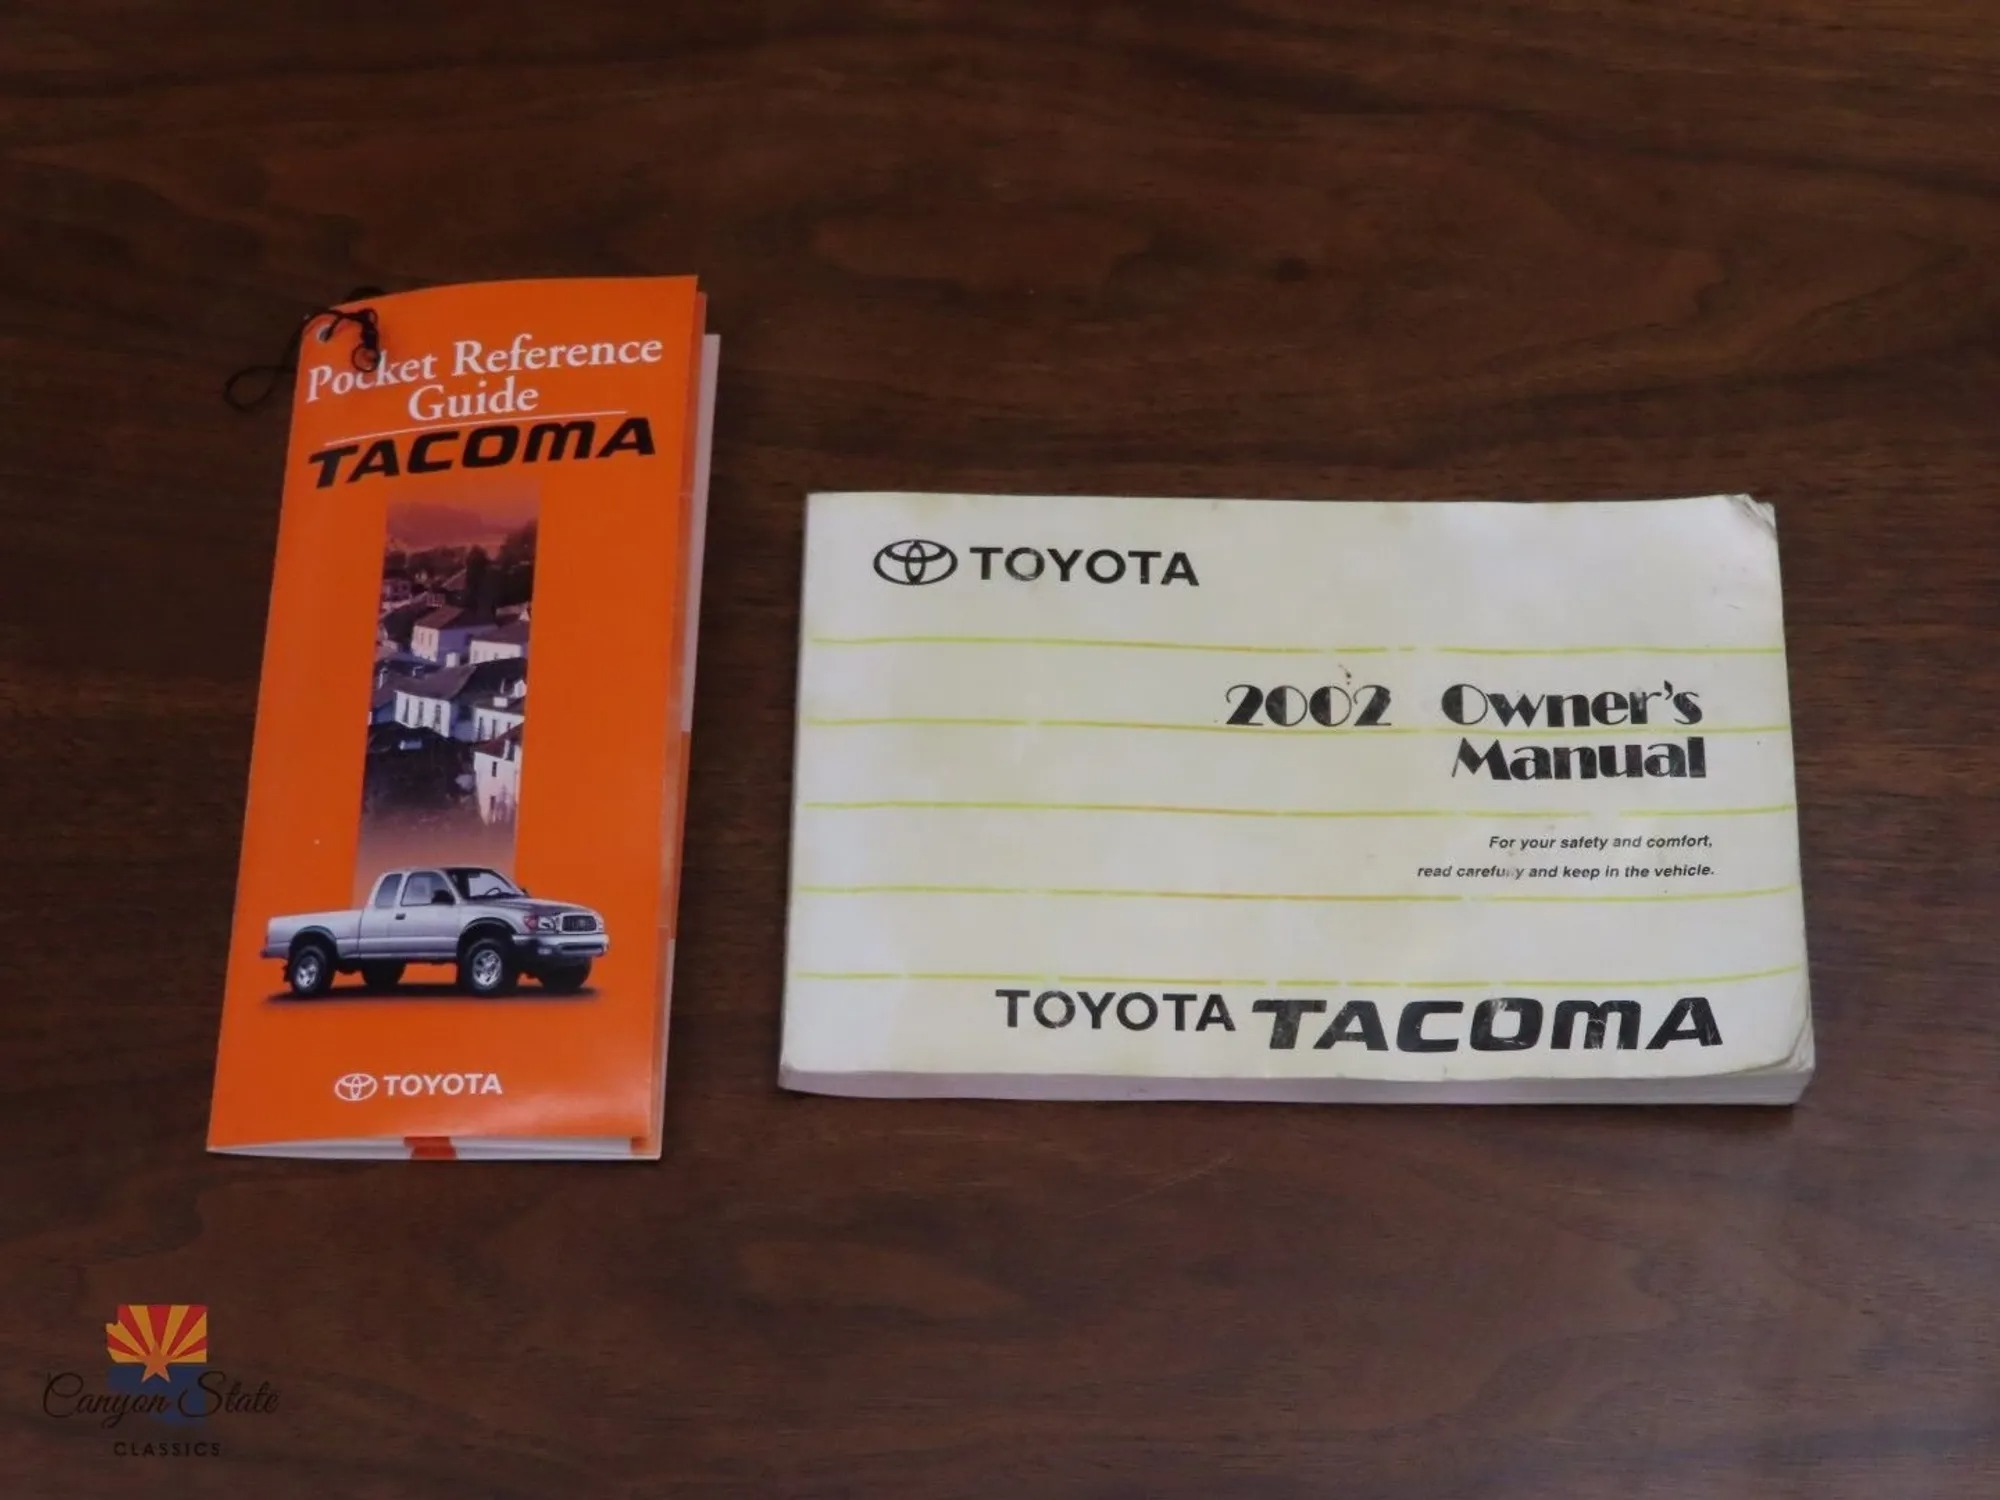 Pocket Reference
Guide
TACOMA
TOYOTA
TOYOTA
2002 Owner's
Manual
For your safety and comfort,
read carefully and keep in the vehicle.
TOYOTA TACOMA
Canyon State
CLASSICS